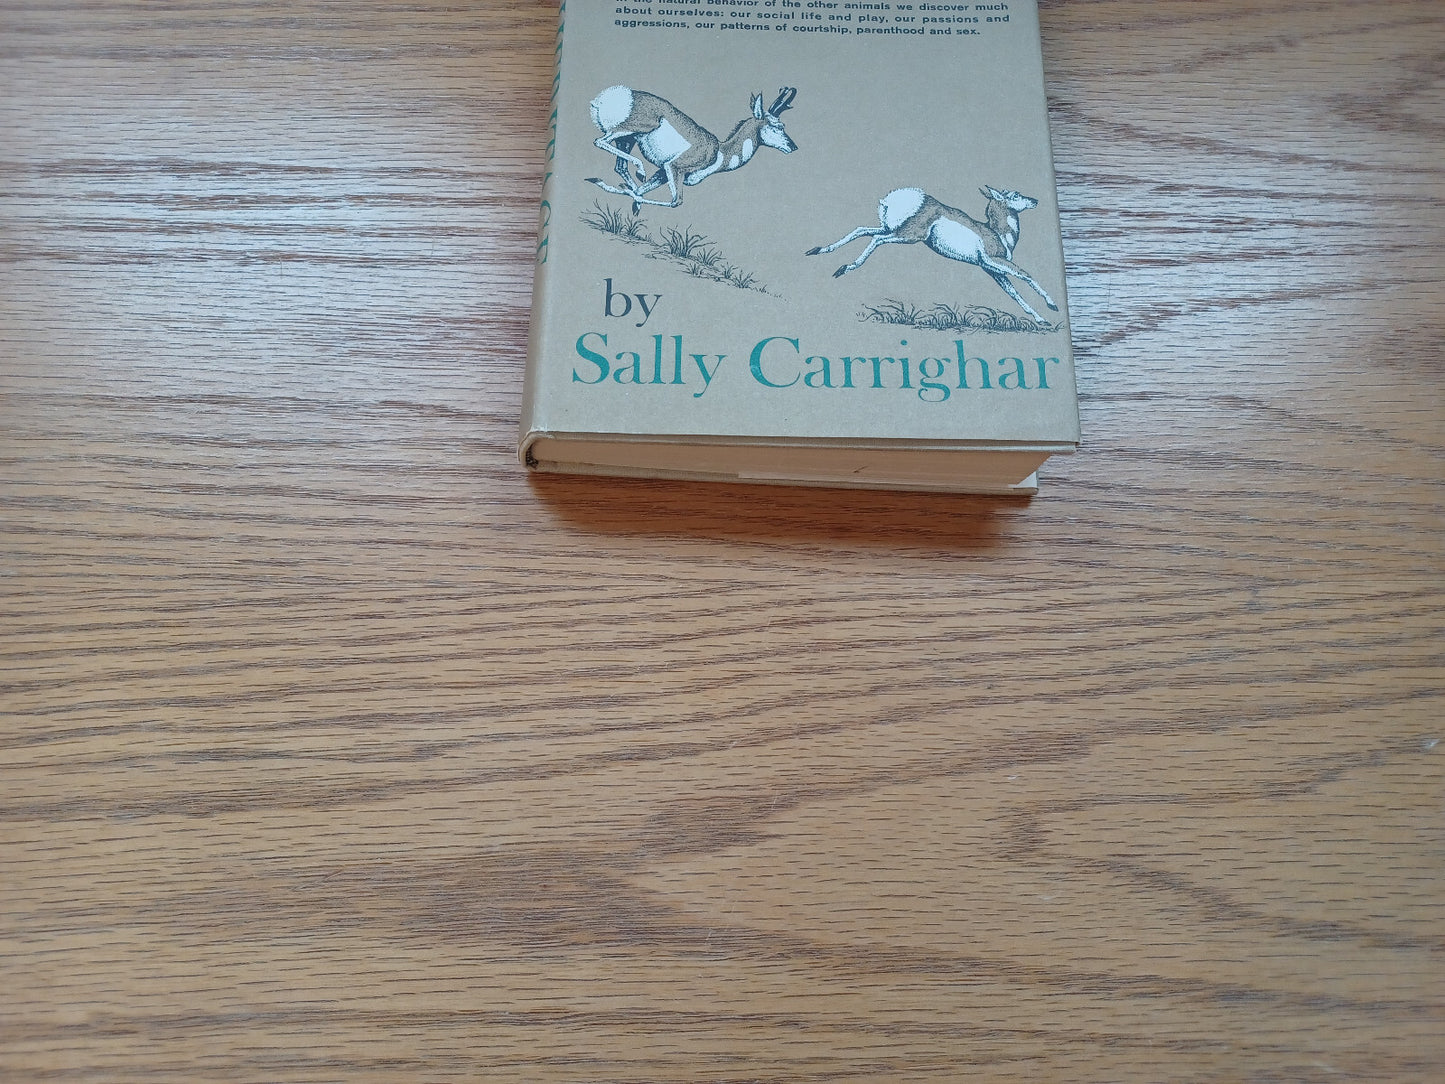 in the natural behavior of the other animals we discover much
about ourselves: our social life and play, our passions and
aggressions, our patterns of courtship, parenthood and sex.
by
Sally Carrighar